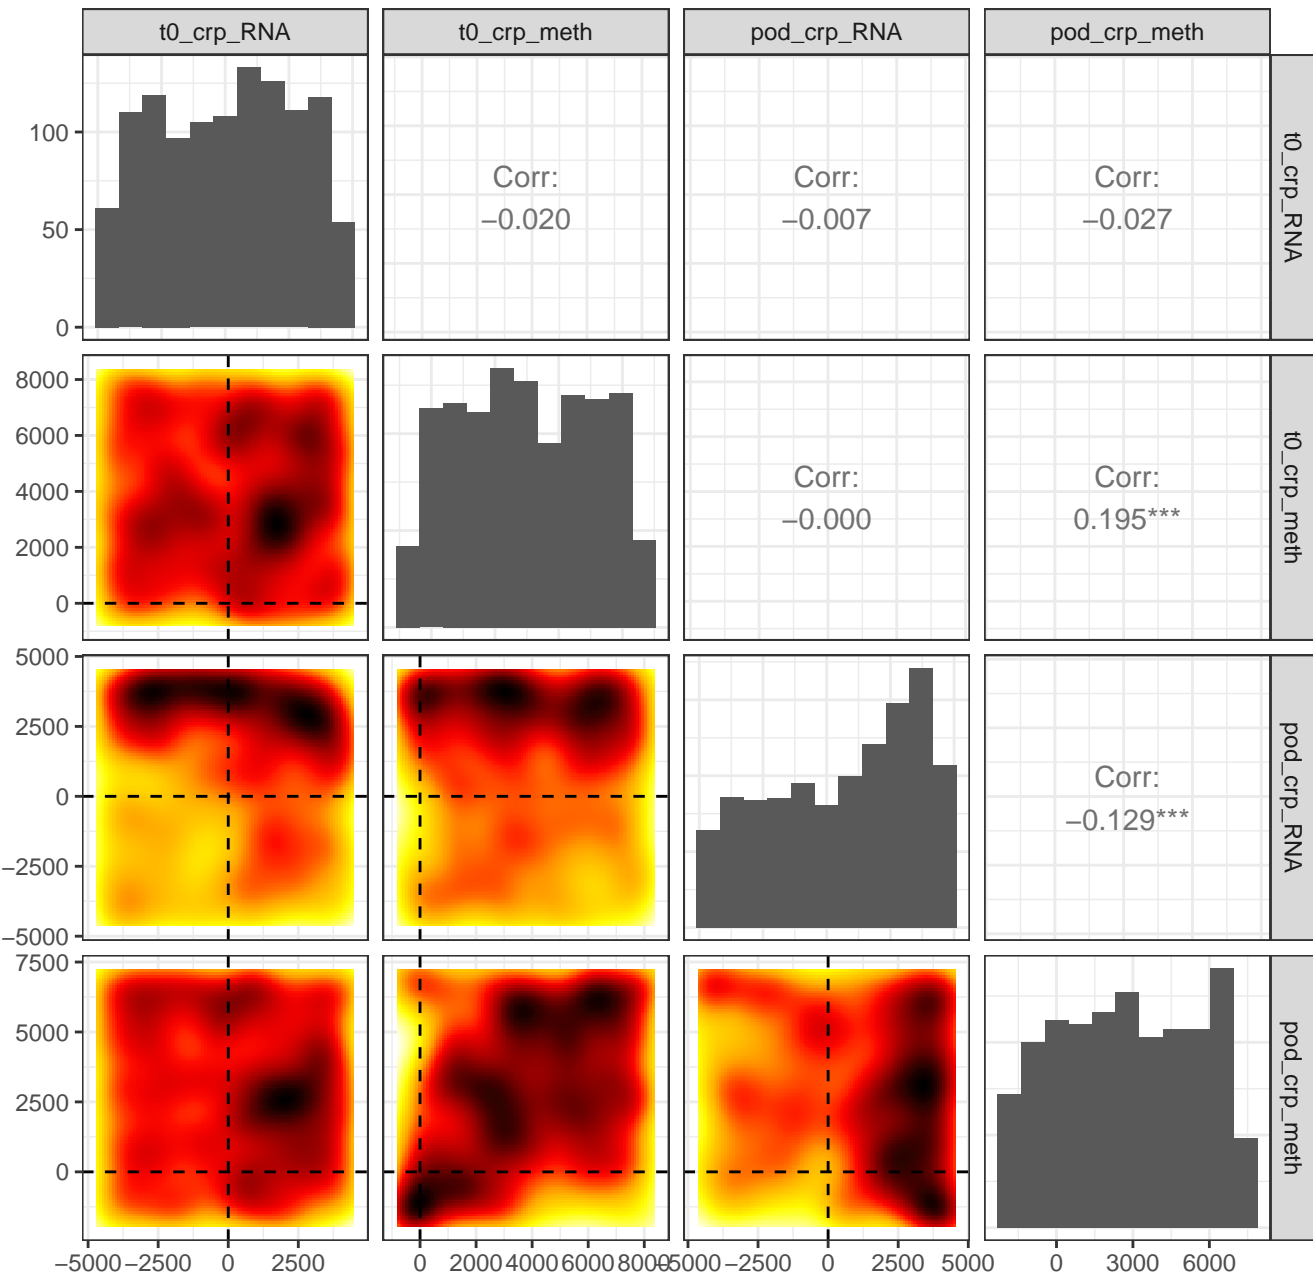 t0_crp_RNA t0_crp_meth pod_crp_RNA pod_crp_meth
100
50
0
Corr:
−0.020
Corr:
−0.007
Corr:
−0.027
t0_crp_RNA
8000
6000
4000
2000
0
Corr:
−0.000
Corr:
0.195***
t0_crp_meth
5000
2500
0
−2500
−5000
Corr:
−0.129***
pod_crp_RNA
7500
5000
2500
0
pod_crp_meth
−5000 −2500 0 2500
0 2000 4000 6000 8000
−5000 −2500 0 2500 5000
0 3000 6000